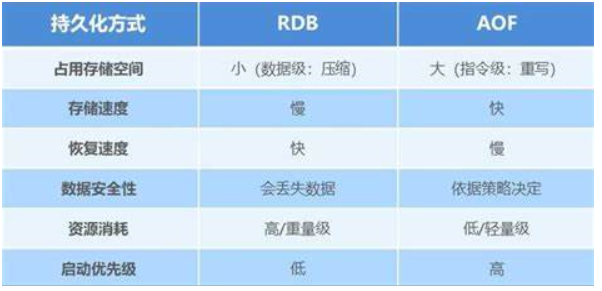 持久化方式 RDB AOF
占用存储空间 小（数据级：压缩） 大（指令级：重写）
存储速度 慢 快
恢复速度 快 慢
数据安全性 会丢失数据 依据策略决定
资源消耗 高/重量级 低/轻量级
启动优先级 低 高